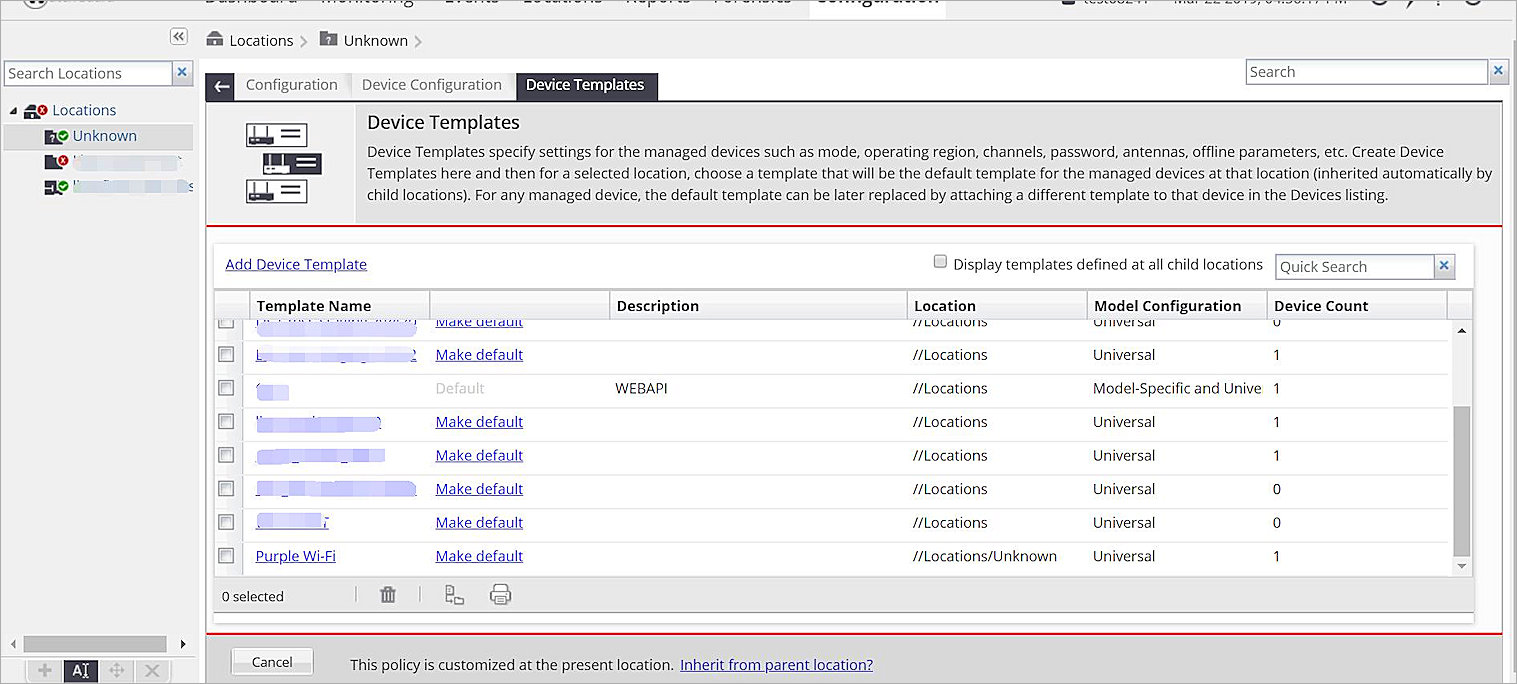 Dashboard Monitoring Events Locations Reports Forensics Configuration
Locations > Unknown >
Search Locations
Search
Configuration Device Configuration Device Templates
Locations
Unknown
Device Templates
Device Templates specify settings for the managed devices such as mode, operating region, channels, password, antennas, offline parameters, etc. Create Device
Templates here and then for a selected location, choose a template that will be the default template for the managed devices at that location (inherited automatically by
child locations). For any managed device, the default template can be later replaced by attaching a different template to that device in the Devices listing.
Add Device Template
Display templates defined at all child locations
Quick Search
Template Name Description Location Model Configuration Device Count
Make default //Locations Universal 0
Make default //Locations Universal 1
Default WEBAPI //Locations Model-Specific and Unive 1
Make default //Locations Universal 1
Make default //Locations Universal 1
Make default //Locations Universal 0
Make default //Locations Universal 0
Purple Wi-Fi Make default //Locations/Unknown Universal 1
0 selected
Cancel
This policy is customized at the present location. Inherit from parent location?